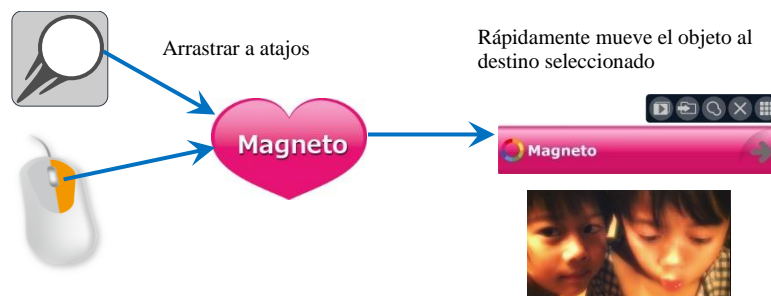 Arrastrar a atajos
Rápidamente mueve el objeto al
destino seleccionado
Magneto
Magneto